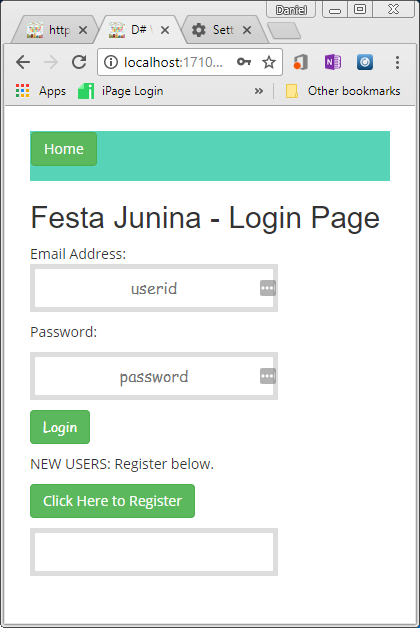 Daniel
http
D# V
Sett
localhost:1710...
Apps
iPage Login
»
Other bookmarks
Home
Festa Junina - Login Page
Email Address:
userid
Password:
password
Login
NEW USERS: Register below.
Click Here to Register